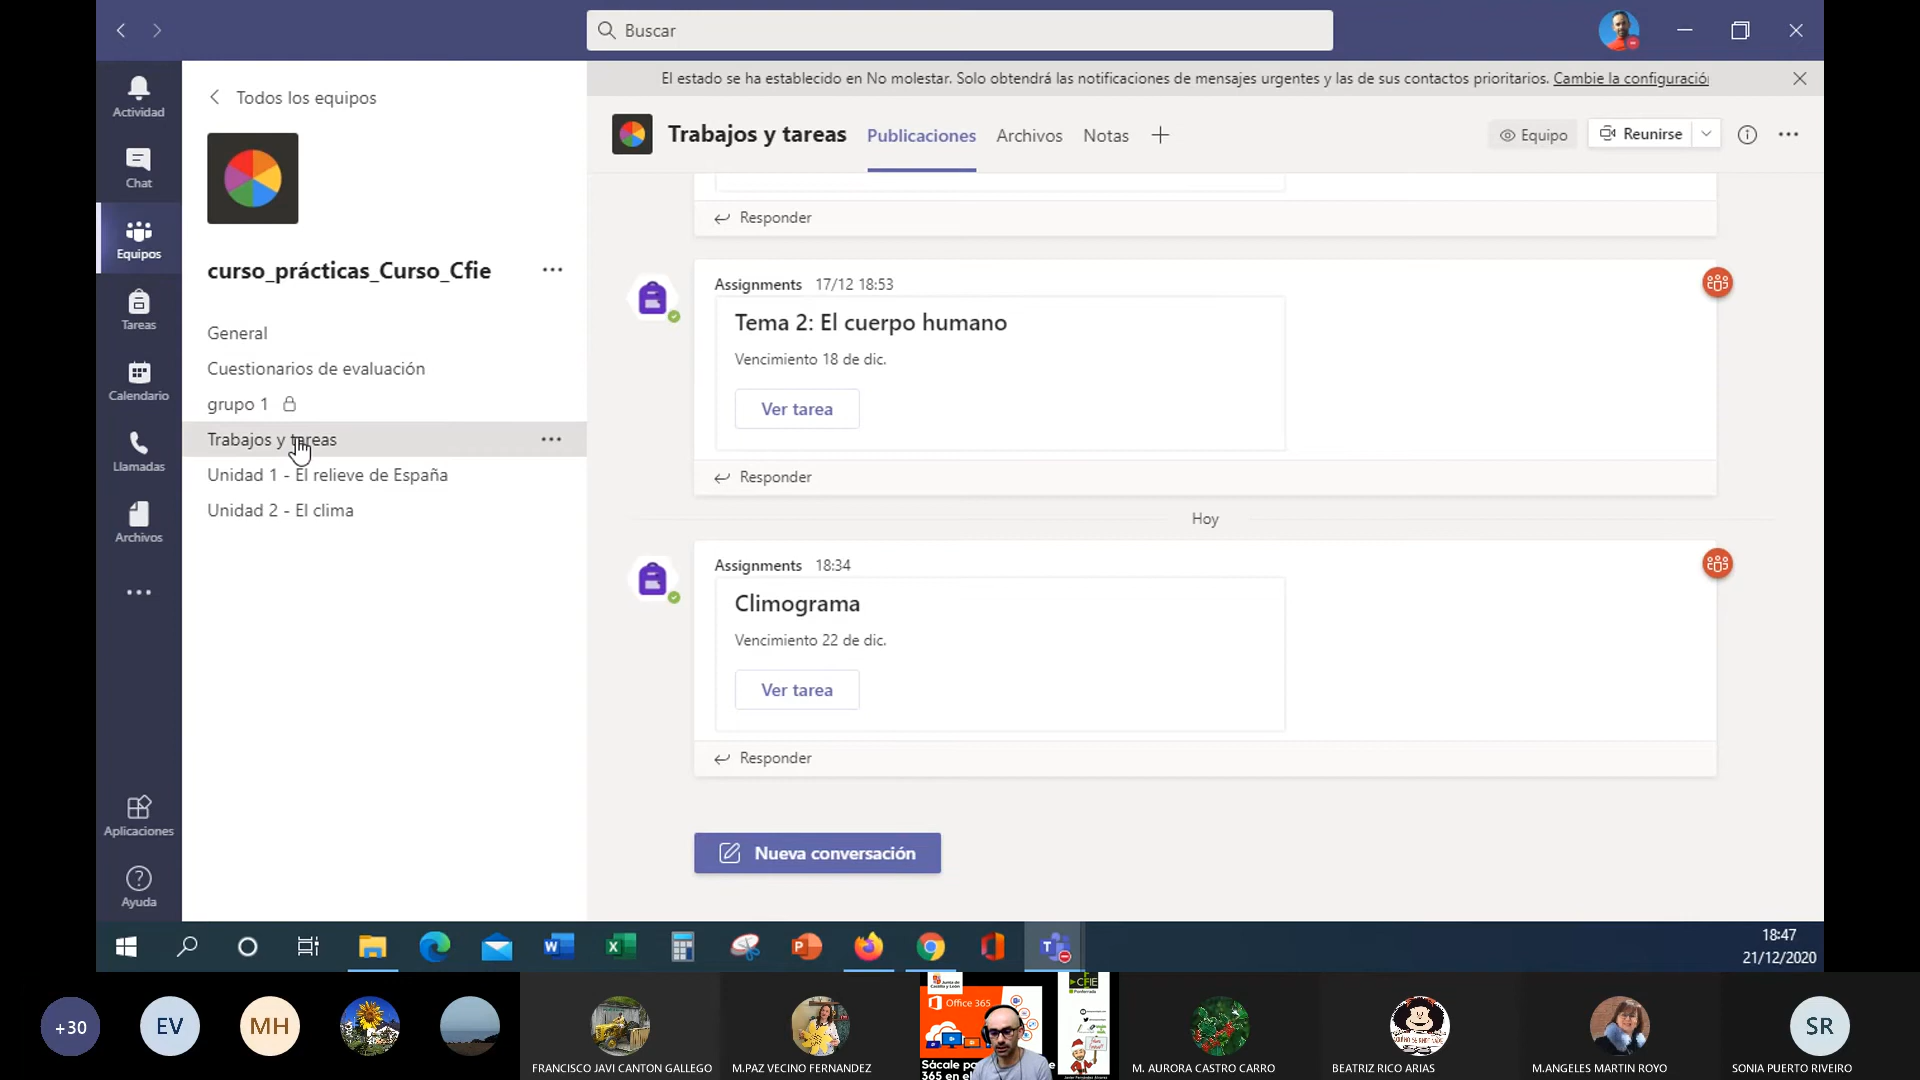 Buscar
El estado se ha establecido en No molestar. Solo obtendrá las notificaciones de mensajes urgentes y las de sus contactos prioritarios. Cambie la configuració
Actividad
Chat
Equipos
Tareas
Calendario
Llamadas
Archivos
Aplicaciones
Ayuda
Todos los equipos
curso_prácticas_Curso_Cfie
General
Cuestionarios de evaluación
grupo 1
Trabajos y tareas
Unidad 1 - El relieve de España
Unidad 2 - El clima
Trabajos y tareas
Publicaciones
Archivos
Notas
Equipo
Reunirse
Responder
Assignments 17/12 18:53
Tema 2: El cuerpo humano
Vencimiento 18 de dic.
Ver tarea
Responder
Hoy
Assignments 18:34
Climograma
Vencimiento 22 de dic.
Ver tarea
Responder
Nueva conversación
18:47
21/12/2020
+30
EV
MH
FRANCISCO JAVI CANTON GALLEGO
M.PAZ VECINO FERNANDEZ
Office 365
CFIE
Sácale pa
365 en el
M. AURORA CASTRO CARRO
BEATRIZ RICO ARIAS
M.ANGELES MARTIN ROYO
SR
SONIA PUERTO RIVEIRO